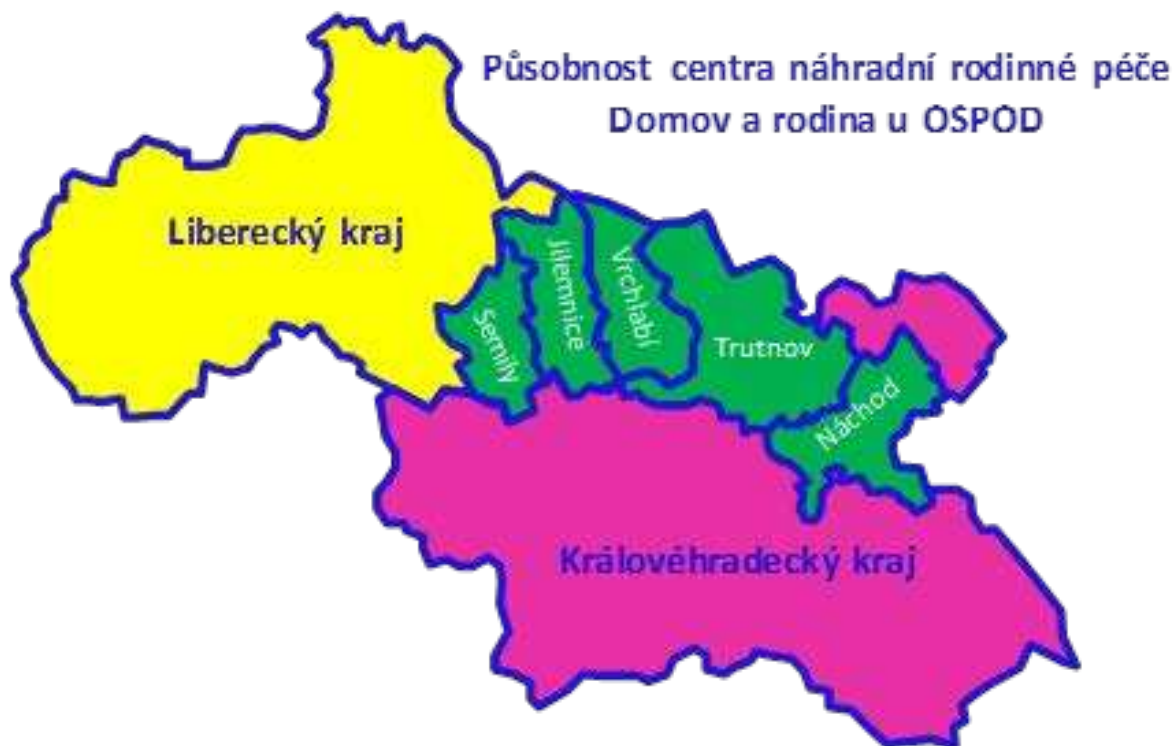 Působnost centra náhradní rodinné péče
Domov a rodina u OSPOD
Liberecký kraj
Semily
Jilemnice
Vrchlabí
Trutnov
Náchod
Královéhradecký kraj